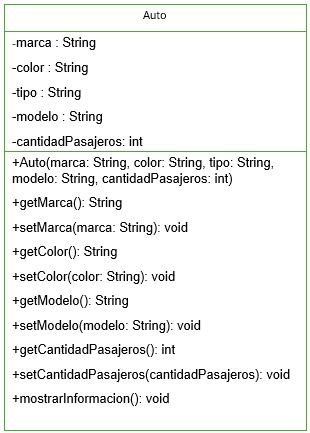 Auto
-marca : String
-color : String
-tipo : String
-modelo : String
-cantidadPasajeros: int
+Auto(marca: String, color: String, tipo: String,
modelo: String, cantidadPasajeros: int)
+getMarca(): String
+setMarca(marca: String): void
+getColor(): String
+setColor(color: String): void
+getModelo(): String
+setModelo(modelo: String): void
+getCantidadPasajeros(): int
+setCantidadPasajeros(cantidadPasajeros): void
+mostrarInformacion(): void